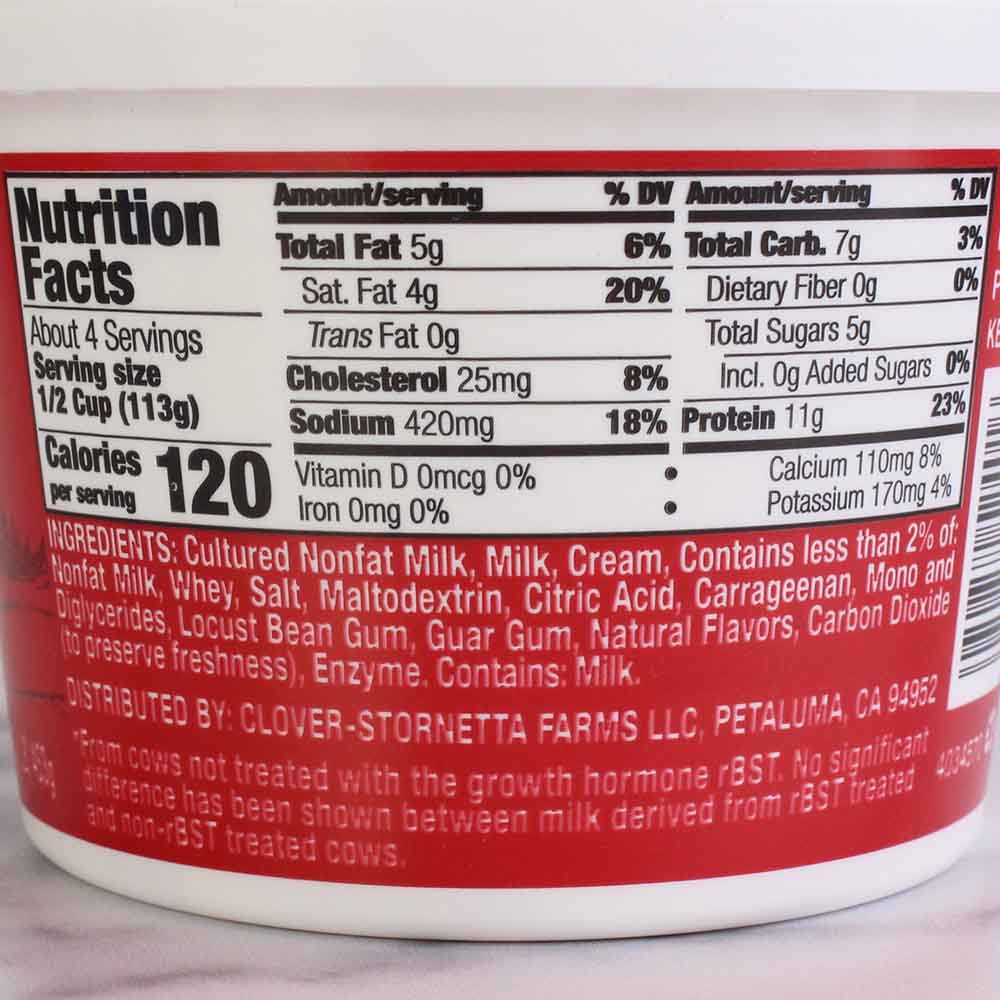 Nutrition
Facts
About 4 Servings
Serving size
1/2 Cup (113g)
Calories
per serving 120
Amount/serving % DV
Total Fat 5g 6%
Sat. Fat 4g 20%
Trans Fat 0g
Cholesterol 25mg 8%
Sodium 420mg 18%
Amount/serving % DV
Total Carb. 7g 3%
Dietary Fiber 0g 0%
Total Sugars 5g
Incl. 0g Added Sugars 0%
Protein 11g 23%
Vitamin D 0mcg 0% • Calcium 110mg 8%
Iron 0mg 0% • Potassium 170mg 4%
INGREDIENTS: Cultured Nonfat Milk, Milk, Cream, Contains less than 2% of:
Nonfat Milk, Whey, Salt, Maltodextrin, Citric Acid, Carrageenan, Mono and
Diglycerides, Locust Bean Gum, Guar Gum, Natural Flavors, Carbon Dioxide
(to preserve freshness), Enzyme. Contains: Milk.
DISTRIBUTED BY: CLOVER-STORNETTA FARMS LLC, PETALUMA, CA 94952
*From cows not treated with the growth hormone rBST. No significant
difference has been shown between milk derived from rBST treated
and non-rBST treated cows.